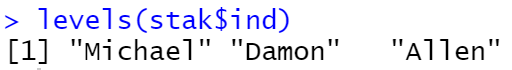 > levels(stak$ind)
[1] "Michael" "Damon"   "Allen"